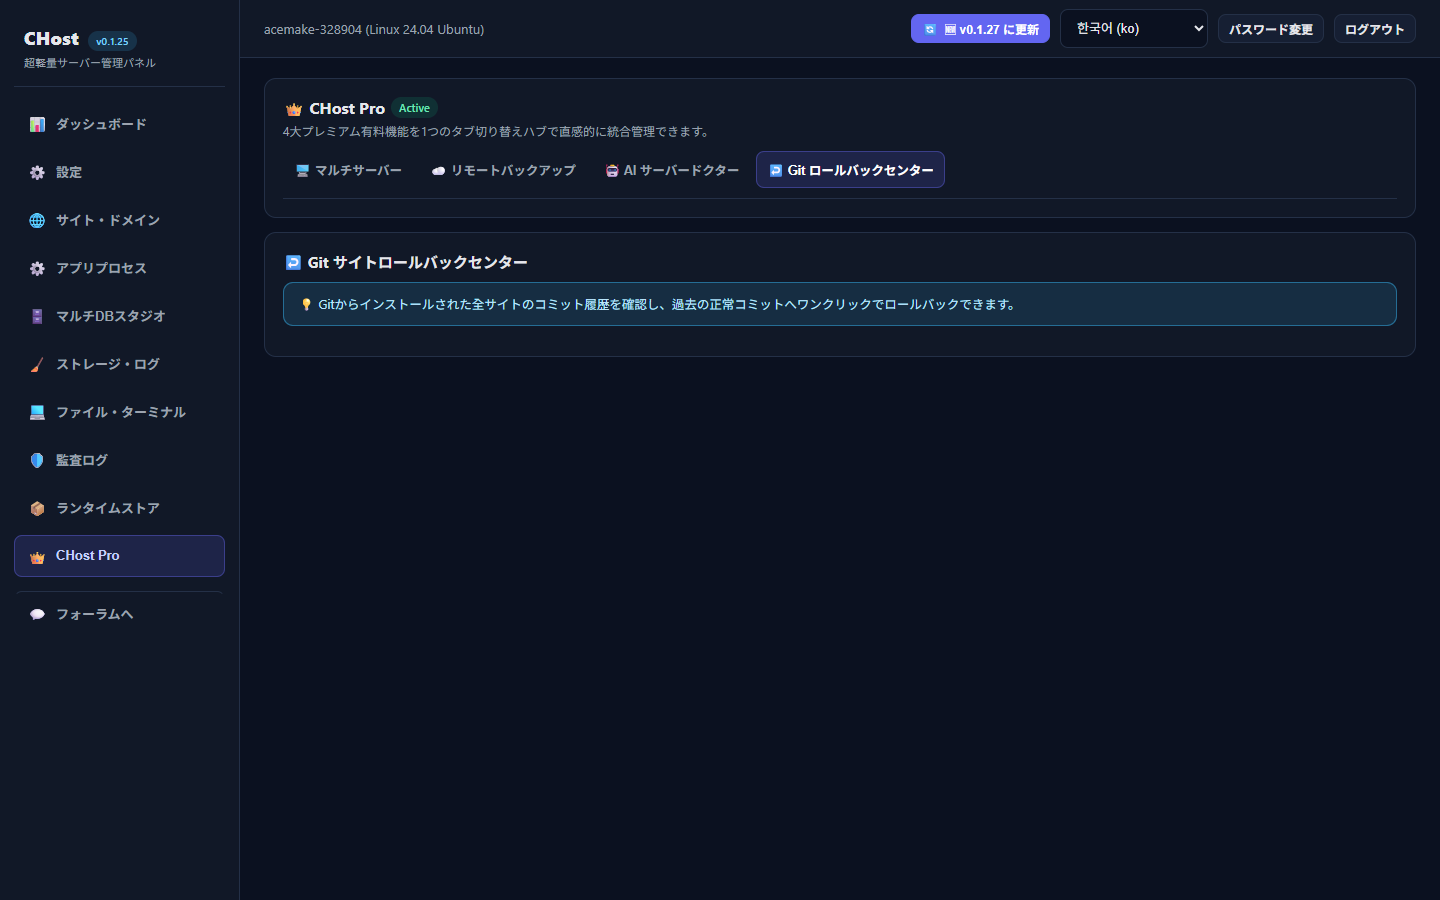 CHost v0.1.25
超軽量サーバー管理パネル
ダッシュボード
設定
サイト・ドメイン
アプリプロセス
マルチDBスタジオ
ストレージ・ログ
ファイル・ターミナル
監査ログ
ランタイムストア
CHost Pro
フォーラムへ
acemake-328904 (Linux 24.04 Ubuntu)
🔄 🆕 v0.1.27 に更新
한국어 (ko)
パスワード変更
ログアウト
👑 CHost Pro Active
4大プレミアム有料機能を1つのタブ切り替えハブで直感的に統合管理できます。
🖥️ マルチサーバー
☁️ リモートバックアップ
🤖 AI サーバードクター
↩️ Git ロールバックセンター
↩️ Git サイトロールバックセンター
💡 Gitからインストールされた全サイトのコミット履歴を確認し、過去の正常コミットへワンクリックでロールバックできます。